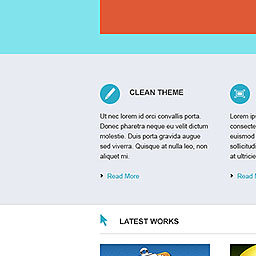 CLEAN THEME
Ut nec lorem id orci convallis porta.
Donec pharetra neque eu velit dictum
molestie. Duis porta gravida augue
sed viverra. Quisque at nulla leo, non
aliquet mi.
Read More
Lorem
consecte
euismod
sollicitudi
at ultricie
Read M
LATEST WORKS